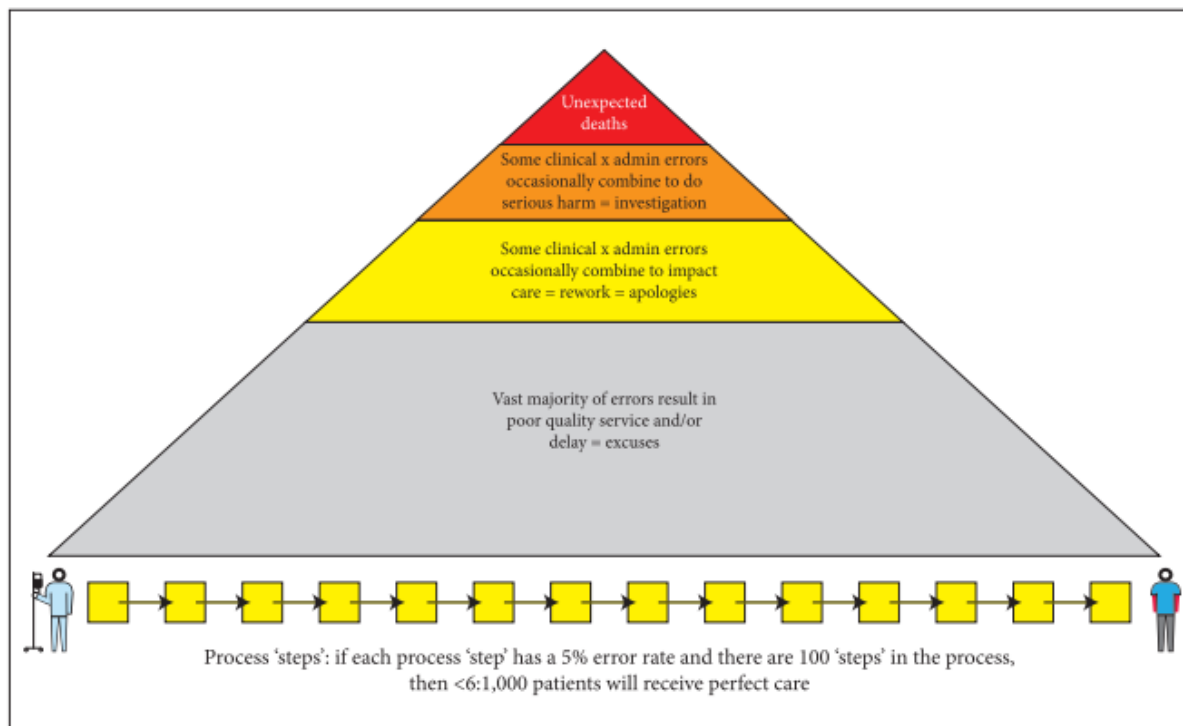 Unexpected
deaths
Some clinical x admin errors
occasionally combine to do
serious harm = investigation
Some clinical x admin errors
occasionally combine to impact
care = rework = apologies
Vast majority of errors result in
poor quality service and/or
delay = excuses
Process ‘steps’: if each process ‘step’ has a 5% error rate and there are 100 ‘steps’ in the process,
then <6:1,000 patients will receive perfect care